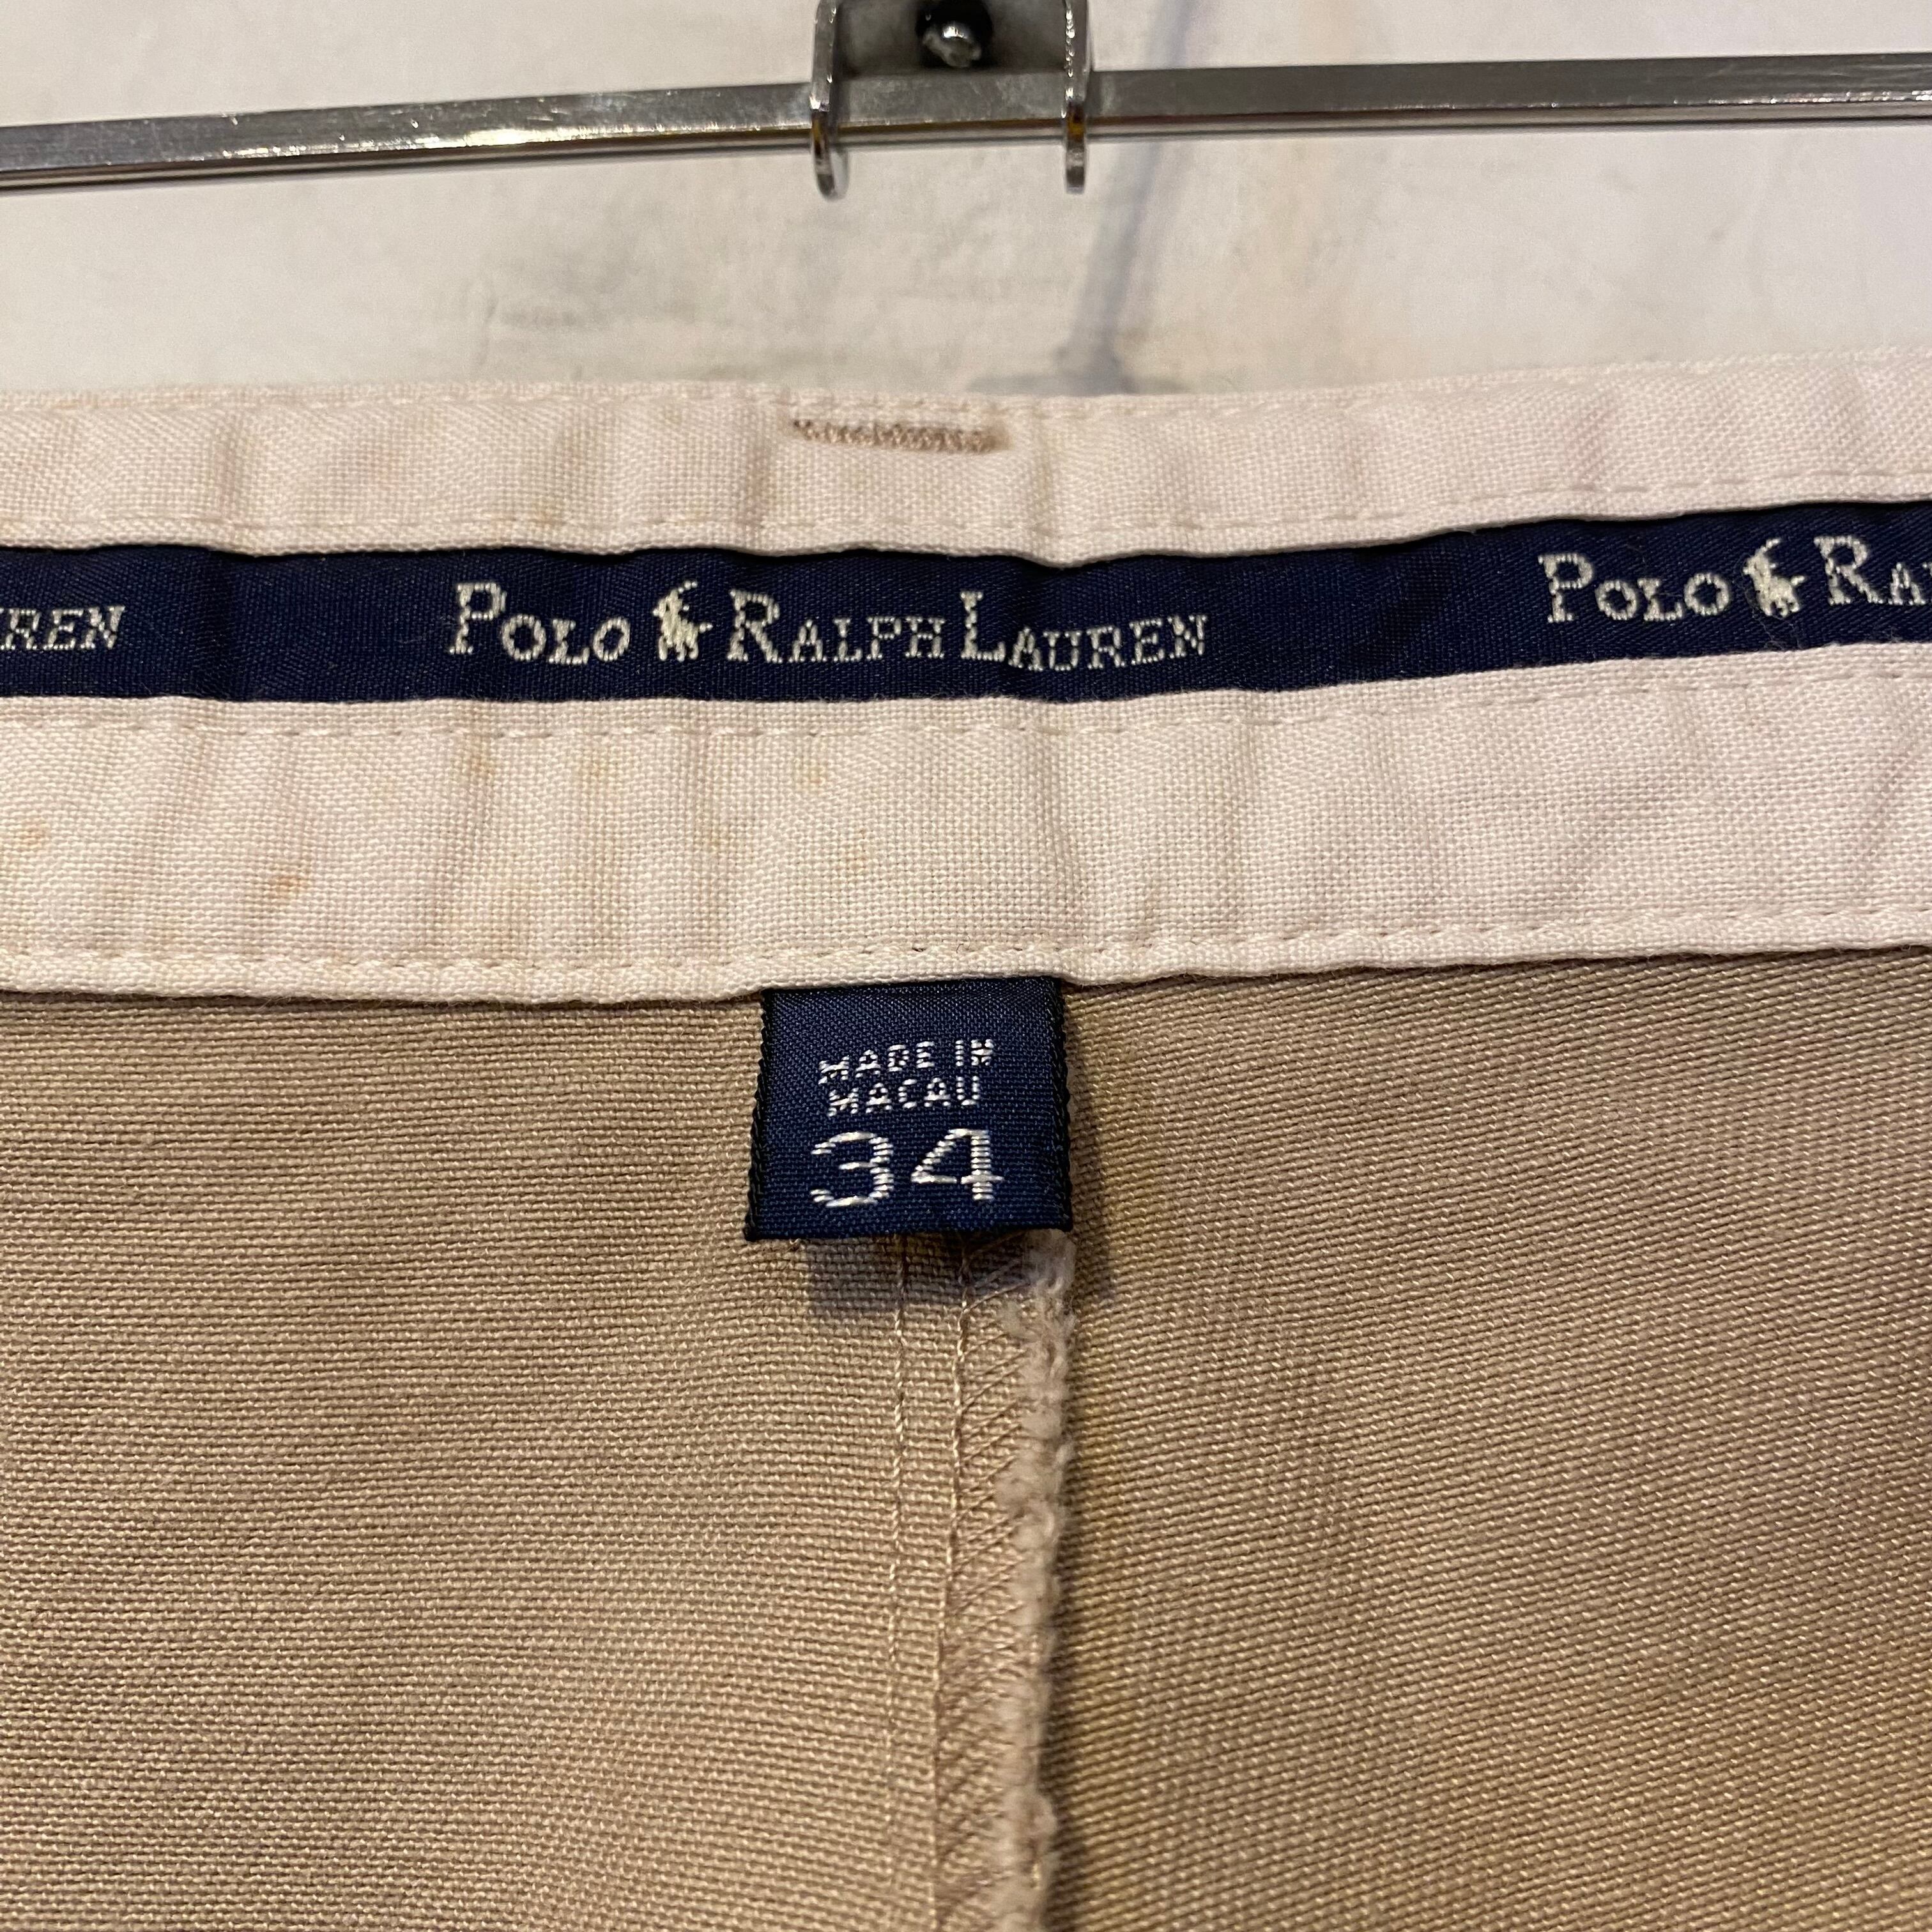 REN POLO RALPH LAUREN POLO RA
MADE IN
MACAU
34